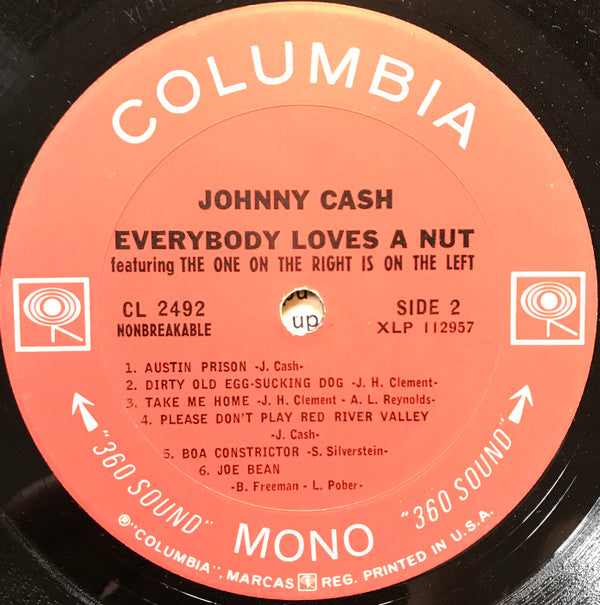 COLUMBIA
JOHNNY CASH
EVERYBODY LOVES A NUT
featuring THE ONE ON THE RIGHT IS ON THE LEFT
CL 2492
NONBREAKABLE
up
SIDE 2
XLP 112957
1. AUSTIN PRISON -J. Cash-
2. DIRTY OLD EGG-SUCKING DOG -J. H. Clement-
3. TAKE ME HOME -J. H. Clement - A. L. Reynolds-
4. PLEASE DON'T PLAY RED RIVER VALLEY
-J. Cash-
5. BOA CONSTRICTOR -S. Silverstein-
6. JOE BEAN
-B. Freeman - L. Pober-
"360 SOUND"
MONO
"360 SOUND"
®"COLUMBIA", MARCAS REG. PRINTED IN U.S.A.